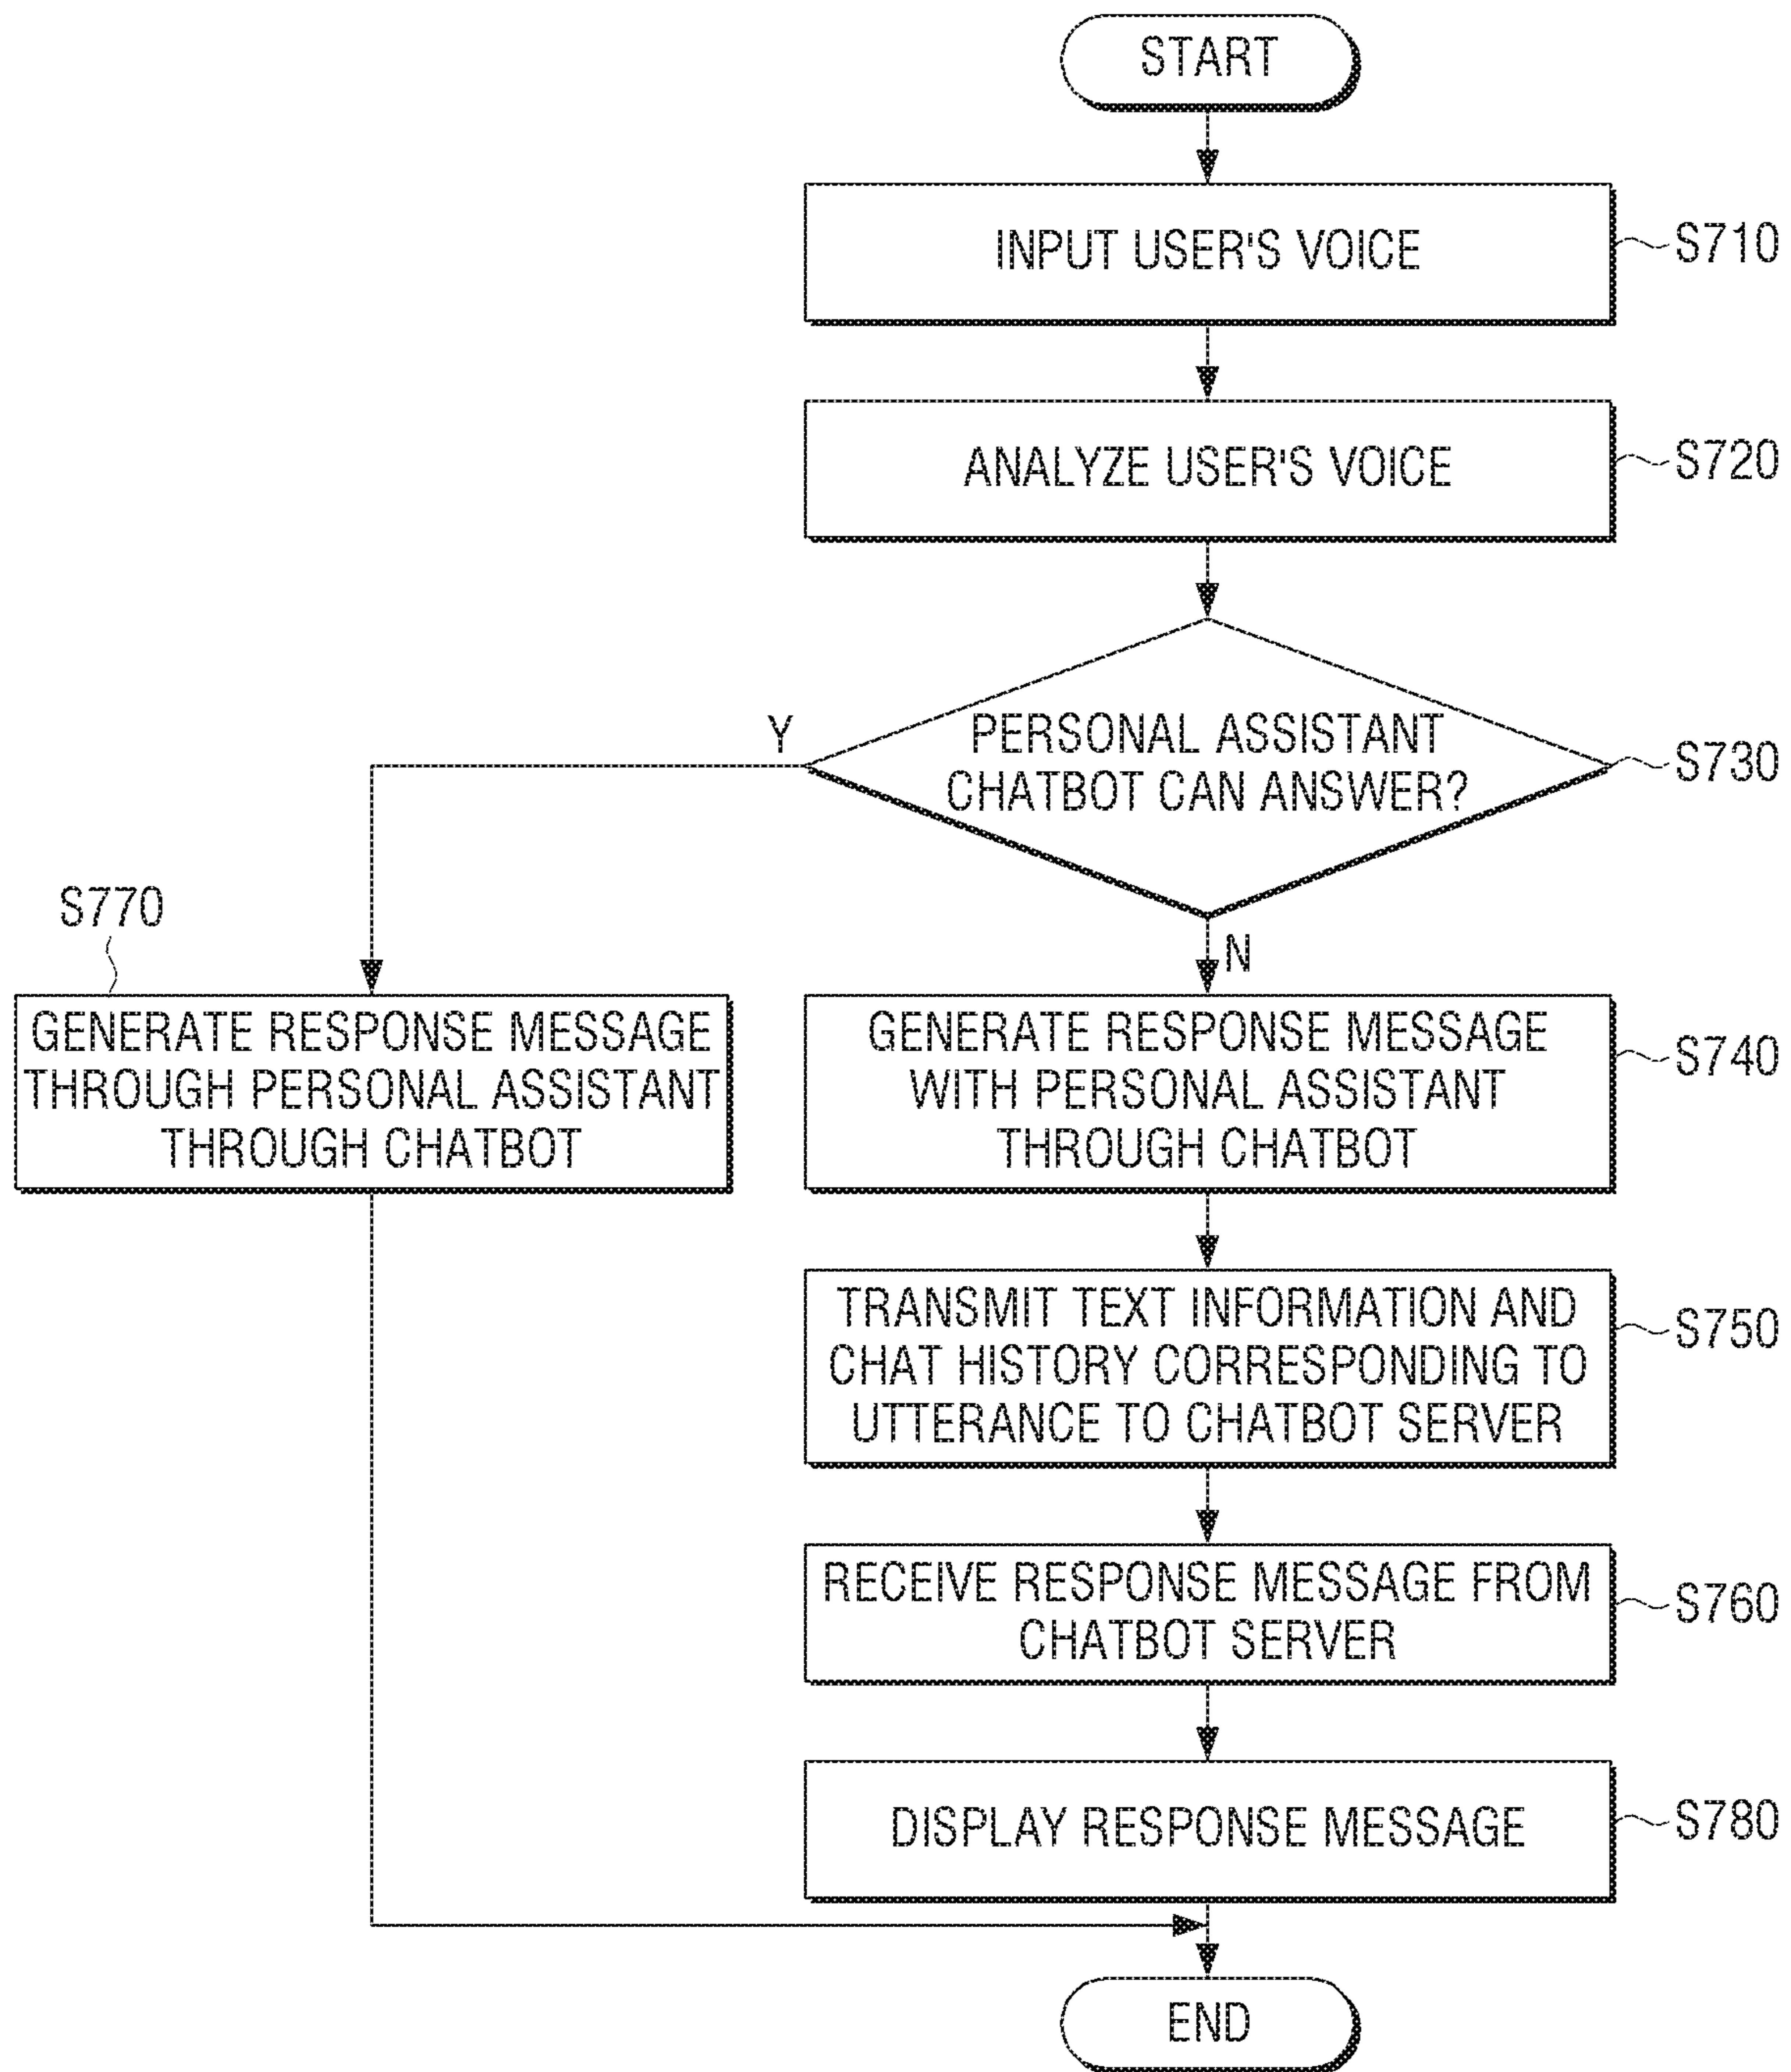 START
INPUT USER'S VOICE
S710
ANALYZE USER'S VOICE
S720
PERSONAL ASSISTANT
CHATBOT CAN ANSWER?
S730
Y
N
S770
GENERATE RESPONSE MESSAGE
THROUGH PERSONAL ASSISTANT
THROUGH CHATBOT
GENERATE RESPONSE MESSAGE
WITH PERSONAL ASSISTANT
THROUGH CHATBOT
S740
TRANSMIT TEXT INFORMATION AND
CHAT HISTORY CORRESPONDING TO
UTTERANCE TO CHATBOT SERVER
S750
RECEIVE RESPONSE MESSAGE FROM
CHATBOT SERVER
S760
DISPLAY RESPONSE MESSAGE
S780
END